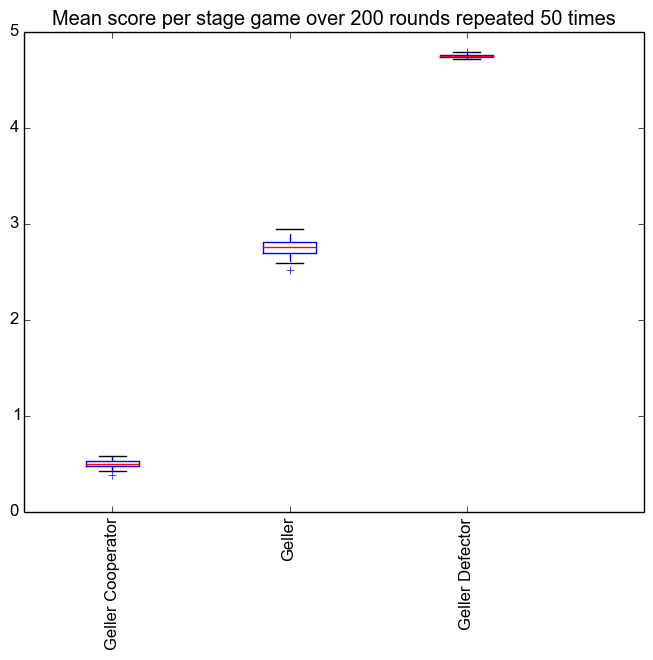 Mean score per stage game over 200 rounds repeated 50 times
5
4
3
2
1
0
Geller Cooperator
Geller
Geller Defector